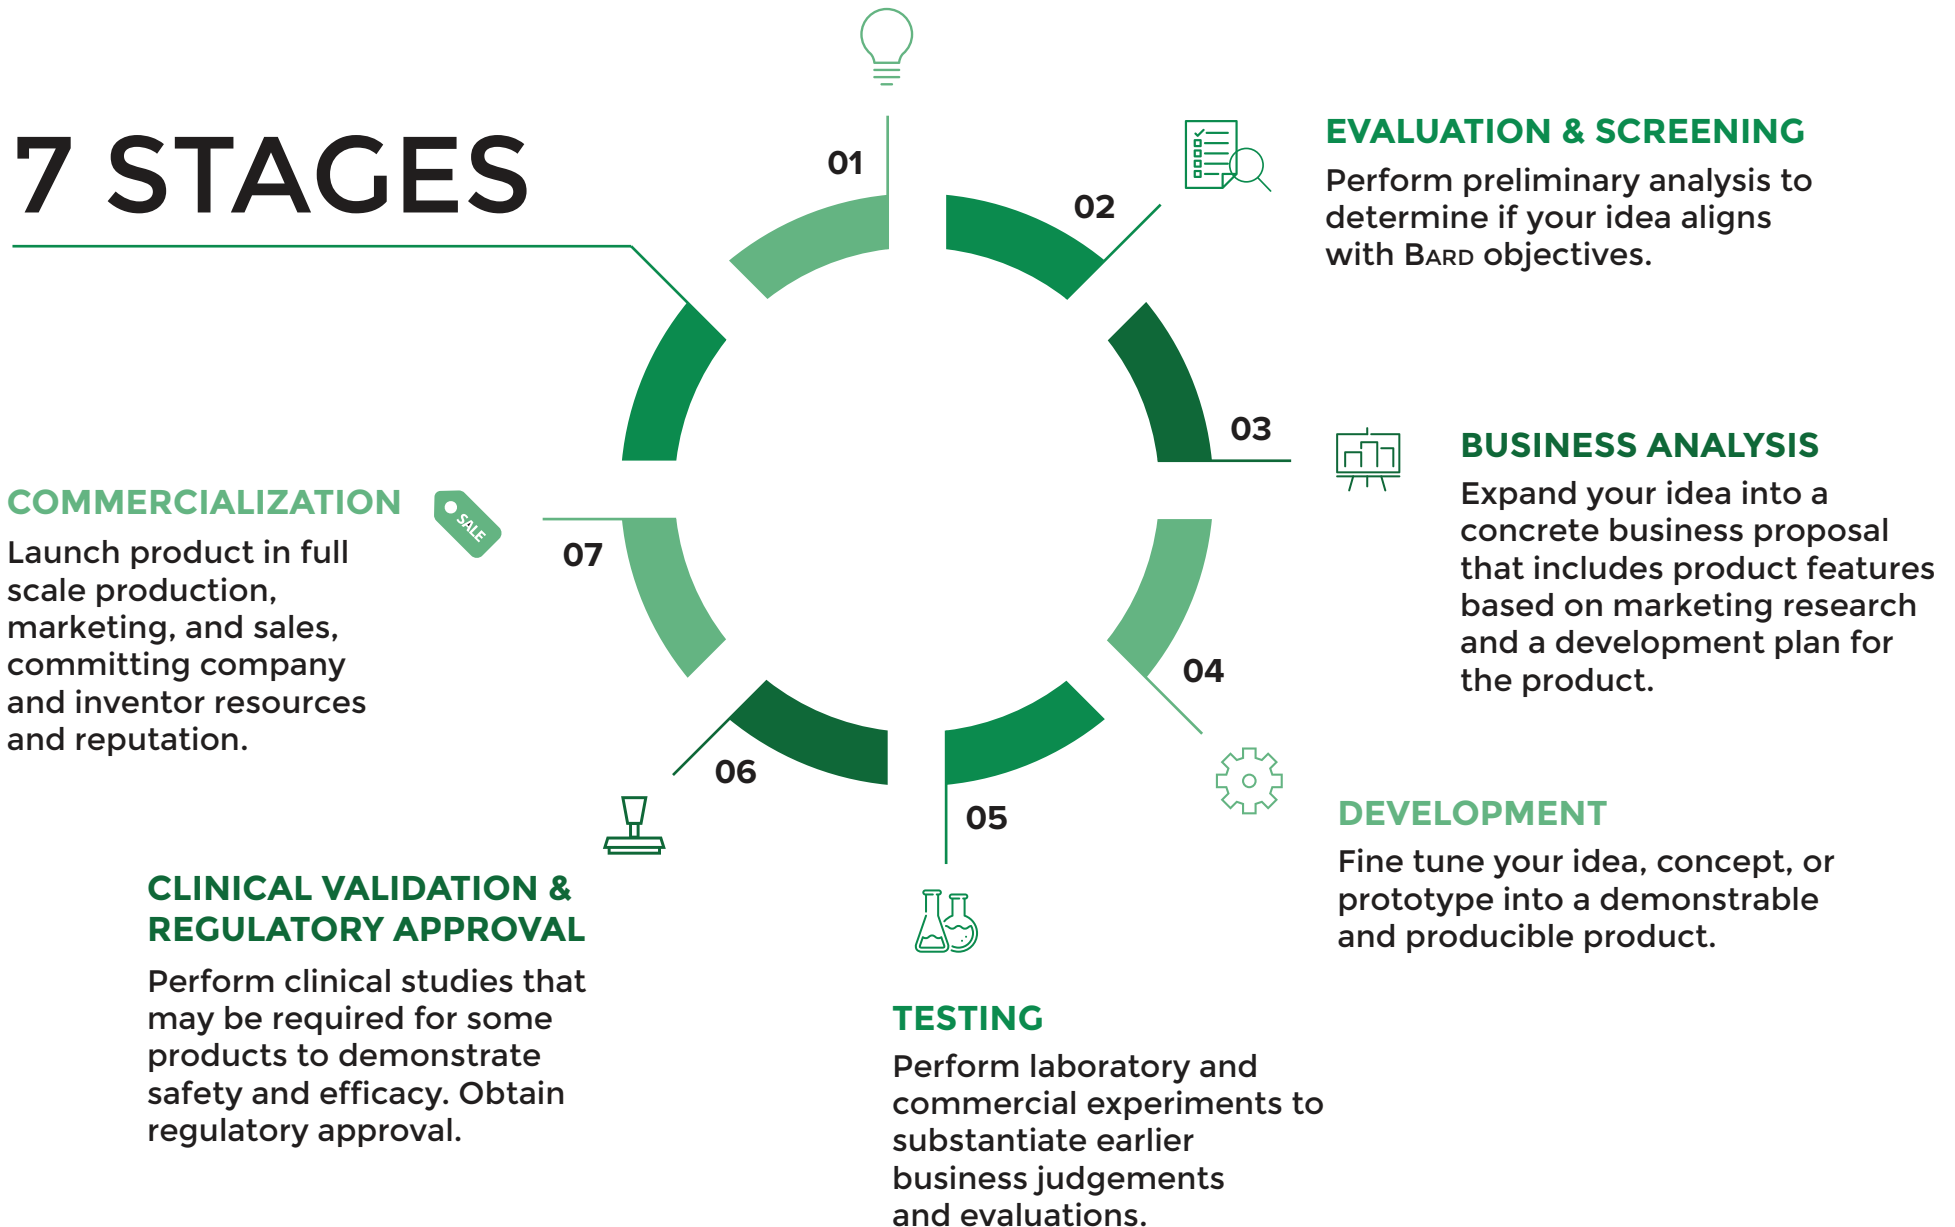 7 STAGES
01
02
EVALUATION & SCREENING
Perform preliminary analysis to
determine if your idea aligns
with BARD objectives.
03
BUSINESS ANALYSIS
Expand your idea into a
concrete business proposal
that includes product features
based on marketing research
and a development plan for
the product.
04
DEVELOPMENT
Fine tune your idea, concept, or
prototype into a demonstrable
and producible product.
05
TESTING
Perform laboratory and
commercial experiments to
substantiate earlier
business judgements
and evaluations.
06
CLINICAL VALIDATION &
REGULATORY APPROVAL
Perform clinical studies that
may be required for some
products to demonstrate
safety and efficacy. Obtain
regulatory approval.
07
SALE
COMMERCIALIZATION
Launch product in full
scale production,
marketing, and sales,
committing company
and inventor resources
and reputation.